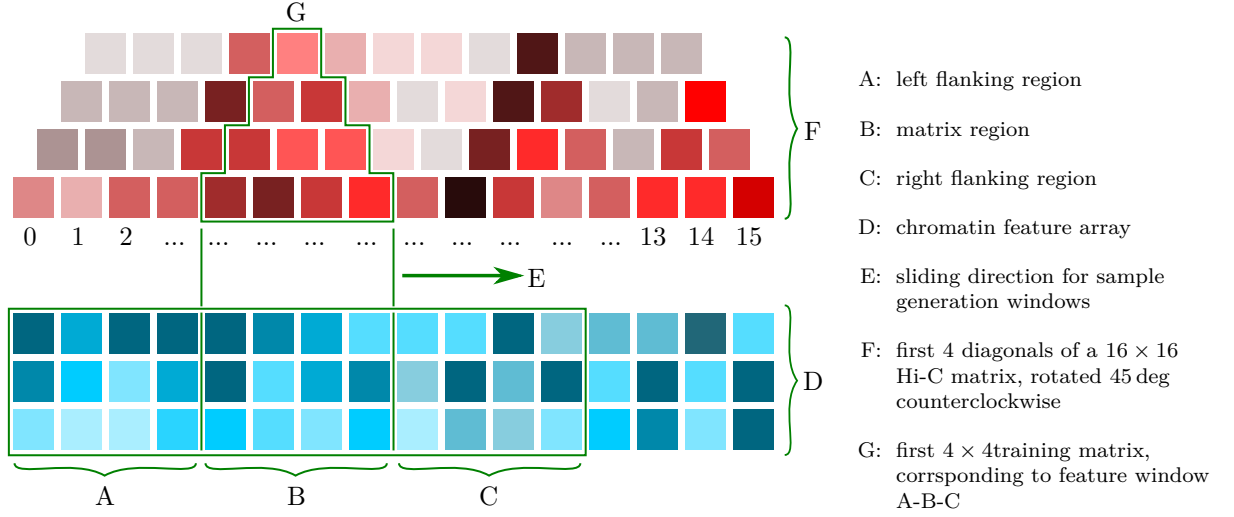 G
F
0 1 2 ... ... ... ... ... ... ... ... ... ... 13 14 15
E
D
A B C
A: left flanking region
B: matrix region
C: right flanking region
D: chromatin feature array
E: sliding direction for sample
generation windows
F: first 4 diagonals of a 16 × 16
Hi-C matrix, rotated 45 deg
counterclockwise
G: first 4 × 4training matrix,
corrsponding to feature window
A-B-C